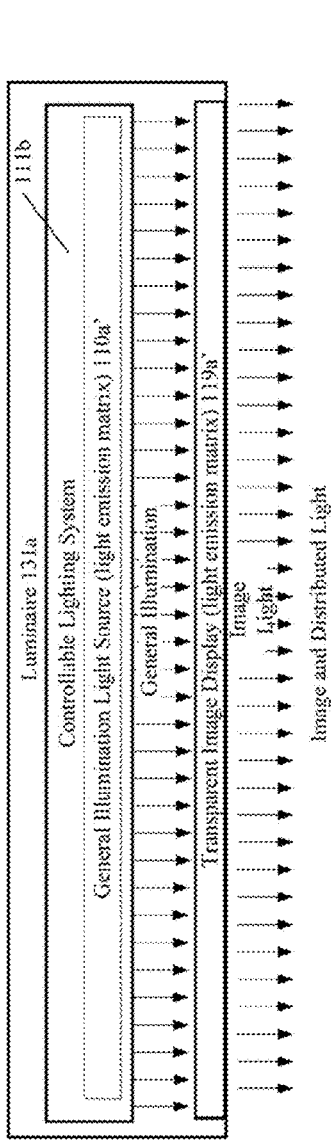 Luminaire 131a
111b
Controllable Lighting System
General Illumination Light Source (light emission matrix) 110a'
General Illumination
Transparent Image Display (light emission matrix) 119a'
Image
Light
Image and Distributed Light